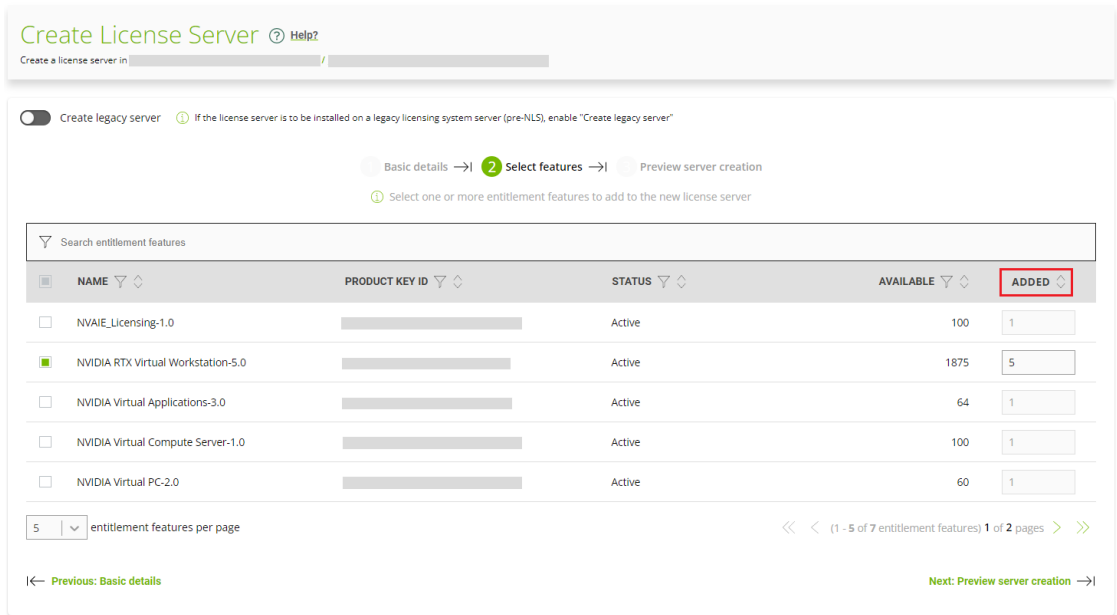 Create License Server ? Help?
Create a license server in /
Create legacy server If the license server is to be installed on a legacy licensing system server (pre-NLS), enable "Create legacy server"
1 Basic details 2 Select features 3 Preview server creation
Select one or more entitlement features to add to the new license server
Search entitlement features
NAME PRODUCT KEY ID STATUS AVAILABLE ADDED
NVAIE_Licensing-1.0 Active 100 1
NVIDIA RTX Virtual Workstation-5.0 Active 1875 5
NVIDIA Virtual Applications-3.0 Active 64 1
NVIDIA Virtual Compute Server-1.0 Active 100 1
NVIDIA Virtual PC-2.0 Active 60 1
5 entitlement features per page (1 - 5 of 7 entitlement features) 1 of 2 pages
Previous: Basic details Next: Preview server creation